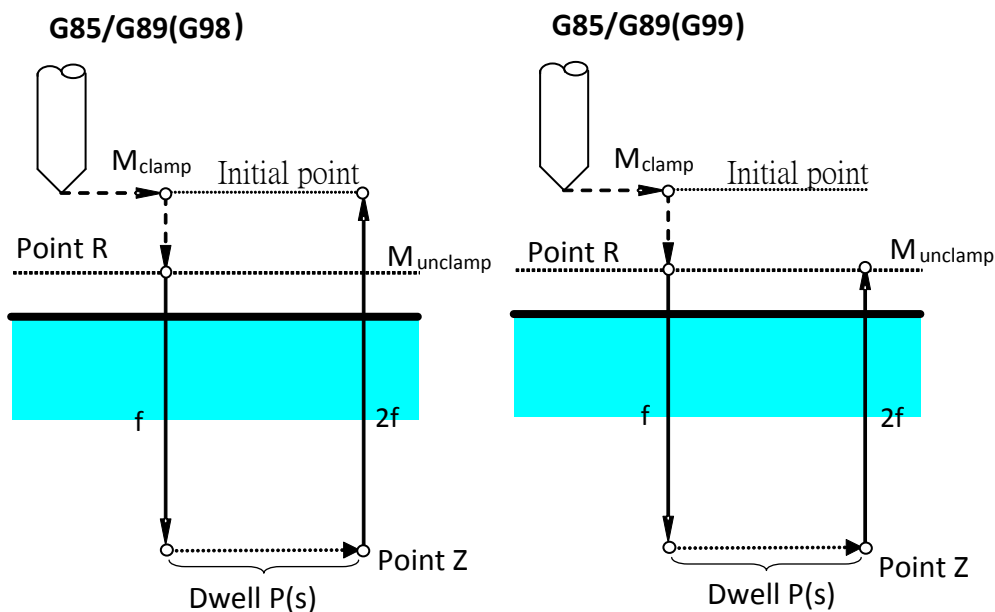 G85/G89(G98)
Mclamp
Initial point
Point R
Munclamp
f
2f
Point Z
Dwell P(s)
G85/G89(G99)
Mclamp
Initial point
Point R
Munclamp
f
2f
Point Z
Dwell P(s)